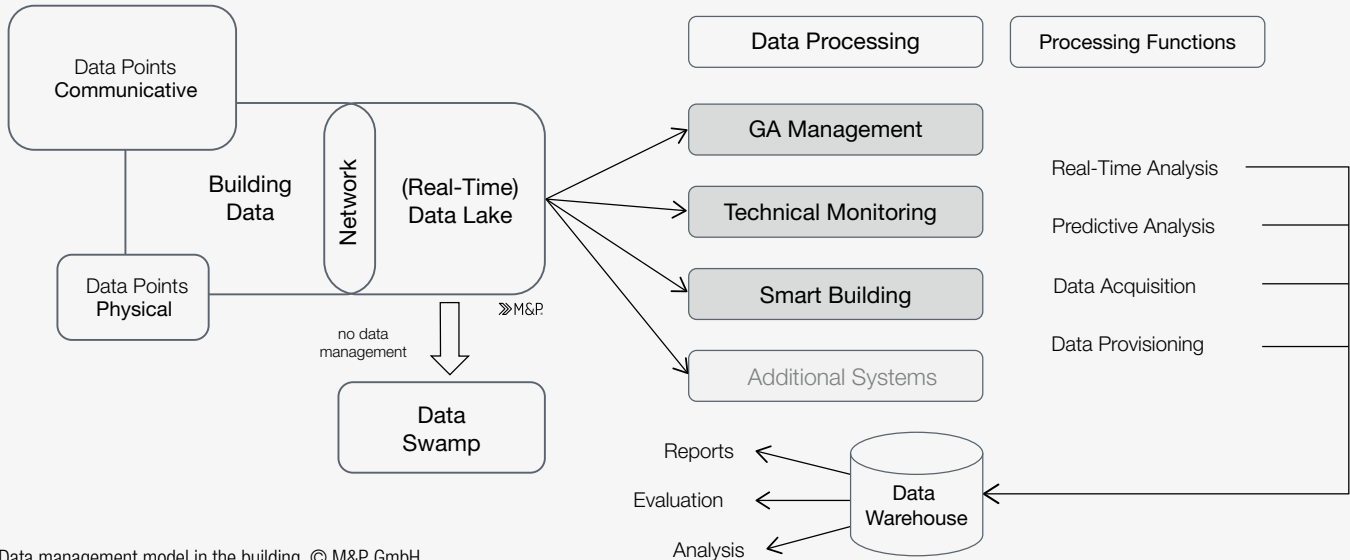 Data Points
Communicative
Building
Data
Network
(Real-Time)
Data Lake
Data Points
Physical
M&P.
no data
management
Data
Swamp
Data Processing
GA Management
Technical Monitoring
Smart Building
Additional Systems
Processing Functions
Real-Time Analysis
Predictive Analysis
Data Acquisition
Data Provisioning
Reports
Evaluation
Analysis
Data
Warehouse
Data management model in the building. © M&P GmbH